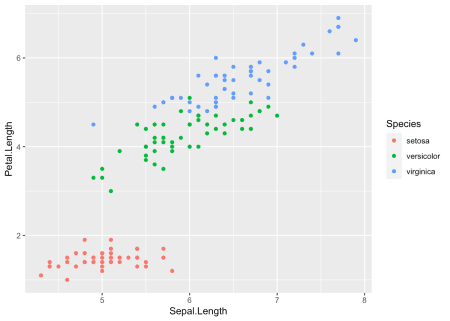 6
4
2
Petal.Length
5 6 7 8
Sepal.Length
Species
setosa
versicolor
virginica